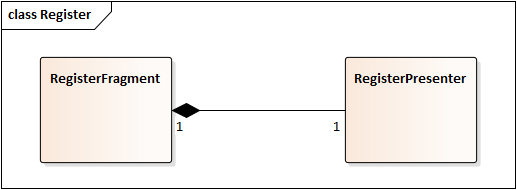 class Register
RegisterFragment
RegisterPresenter
1
1